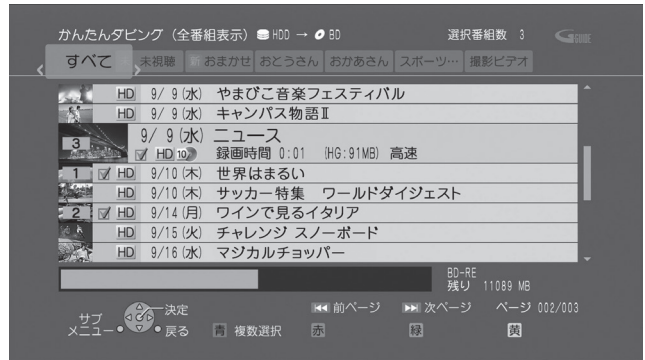 かんたんダビング（全番組表示） HDD → BD 選択番組数 3 G GUIDE
すべて 未視聴 新 おまかせ おとうさん おかあさん スポーツ… 撮影ビデオ
HD 9/ 9(水) やまびこ音楽フェスティバル
HD 9/ 9(水) キャンパス物語Ⅱ
3 9/ 9(水) ニュース
HD 10 録画時間 0:01 (HG:91MB) 高速
1 HD 9/10(木) 世界はまるい
HD 9/10(木) サッカー特集 ワールドダイジェスト
2 HD 9/14(月) ワインで見るイタリア
HD 9/15(火) チャレンジ スノーボード
HD 9/16(水) マジカルチョッパー
BD-RE
残り 11089 MB
サブ
メニュー 決定
戻る 青 複数選択 ⏮ 前ページ 赤 ⏭ 次ページ 緑 ページ 002/003 黄